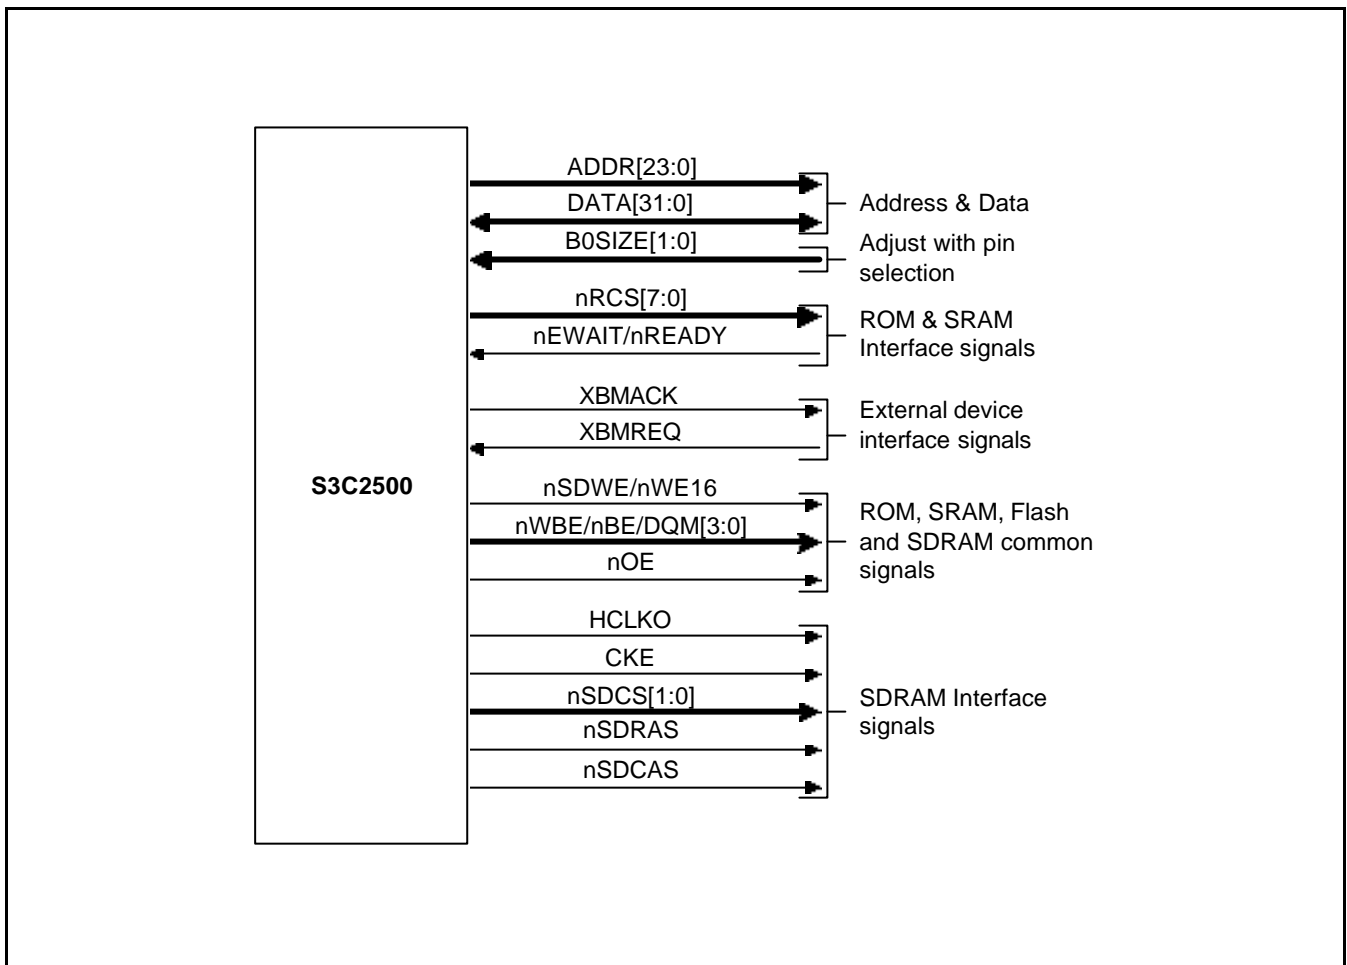 ADDR[23:0]
DATA[31:0]
Address & Data
B0SIZE[1:0]
Adjust with pin
selection
nRCS[7:0]
nEWAIT/nREADY
ROM & SRAM
Interface signals
XBMACK
XBMREQ
External device
interface signals
S3C2500
nSDWE/nWE16
nWBE/nBE/DQM[3:0]
nOE
ROM, SRAM, Flash
and SDRAM common
signals
HCLKO
CKE
nSDCS[1:0]
nSDRAS
nSDCAS
SDRAM Interface
signals